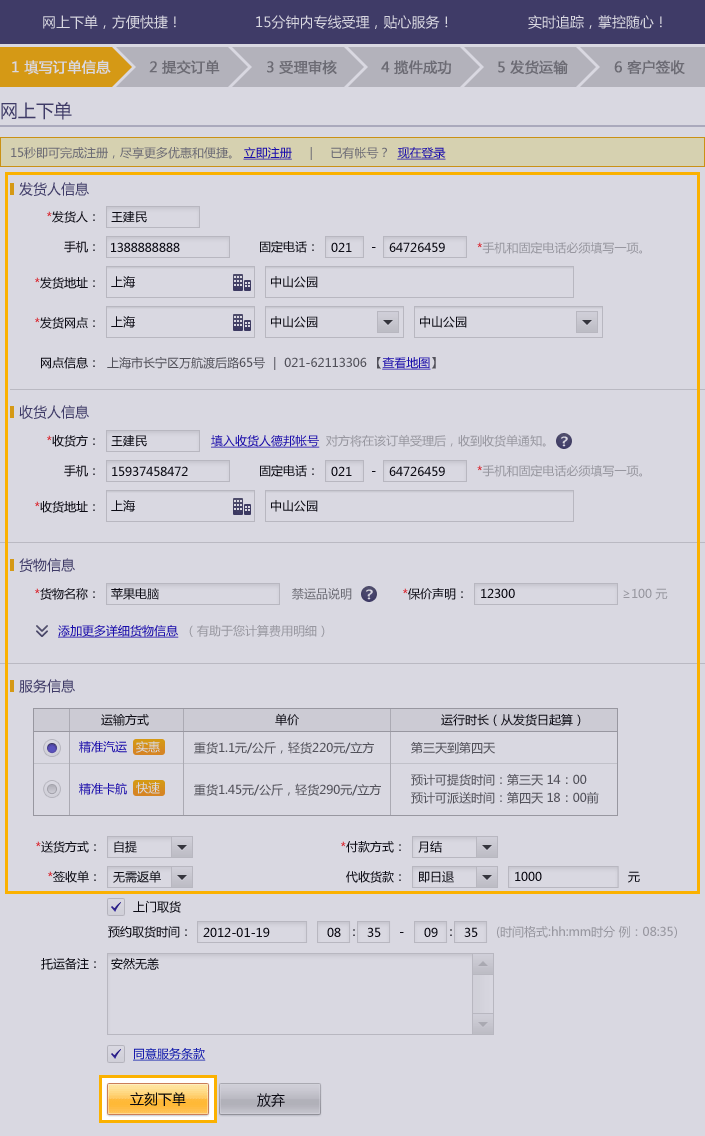 网上下单，方便快捷！ 15分钟内专线受理，贴心服务！ 实时追踪，掌控随心！
1 填写订单信息 2 提交订单 3 受理审核 4 揽件成功 5 发货运输 6 客户签收
网上下单
15秒即可完成注册，尽享更多优惠和便捷。 立即注册 | 已有帐号？ 现在登录
发货人信息
*发货人： 王建民
手机： 1388888888 固定电话： 021 - 64726459 *手机和固定电话必须填写一项。
*发货地址： 上海 中山公园
*发货网点： 上海 中山公园 中山公园
网点信息： 上海市长宁区万航渡后路65号 | 021-62113306 【查看地图】
收货人信息
*收货方： 王建民 填入收货人德邦帐号 对方将在该订单受理后，收到收货单通知。 ?
手机： 15937458472 固定电话： 021 - 64726459 *手机和固定电话必须填写一项。
*收货地址： 上海 中山公园
货物信息
*货物名称： 苹果电脑 禁运品说明 ? *保价声明： 12300 ≥100 元
添加更多详细货物信息 （有助于您计算费用明细）
服务信息
运输方式 单价 运行时长（从发货日起算）
精准汽运 实惠 重货1.1元/公斤，轻货220元/立方 第三天到第四天
精准卡航 快速 重货1.45元/公斤，轻货290元/立方 预计可提货时间：第三天 14：00
预计可派送时间：第四天 18：00前
*送货方式： 自提 *付款方式： 月结
*签收单： 无需返单 代收货款： 即日退 1000 元
上门取货
预约取货时间： 2012-01-19 08 : 35 - 09 : 35 (时间格式:hh:mm时分 例：08:35)
托运备注： 安然无恙
同意服务条款
立刻下单 放弃